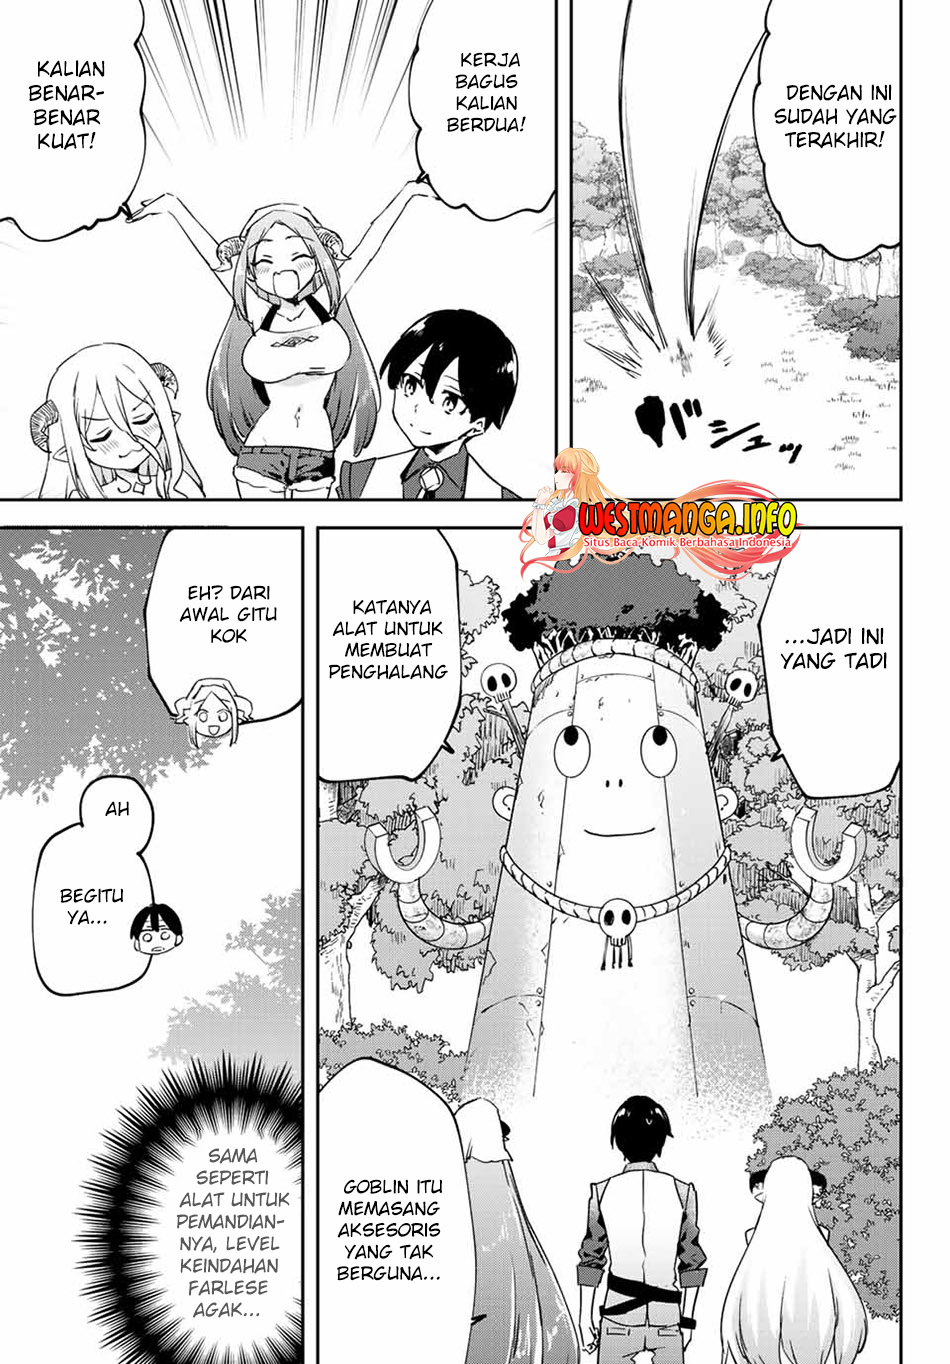 DENGAN INI
SUDAH YANG
TERAKHIR!
KERJA
BAGUS
KALIAN
BERDUA!
KALIAN
BENAR-
BENAR
KUAT!
バシュッ
WESTMANGA.INFO
Situs Baca Komik Berbahasa Indonesia
...JADI INI
YANG TADI
KATANYA
ALAT UNTUK
MEMBUAT
PENGHALANG
GOBLIN ITU
MEMASANG
AKSESORIS
YANG TAK
BERGUNA...
EH? DARI
AWAL GITU
KOK
AH
BEGITU
YA...
SAMA
SEPERTI
ALAT UNTUK
PEMANDIAN-
NYA, LEVEL
KEINDAHAN
FARLESE
AGAK...